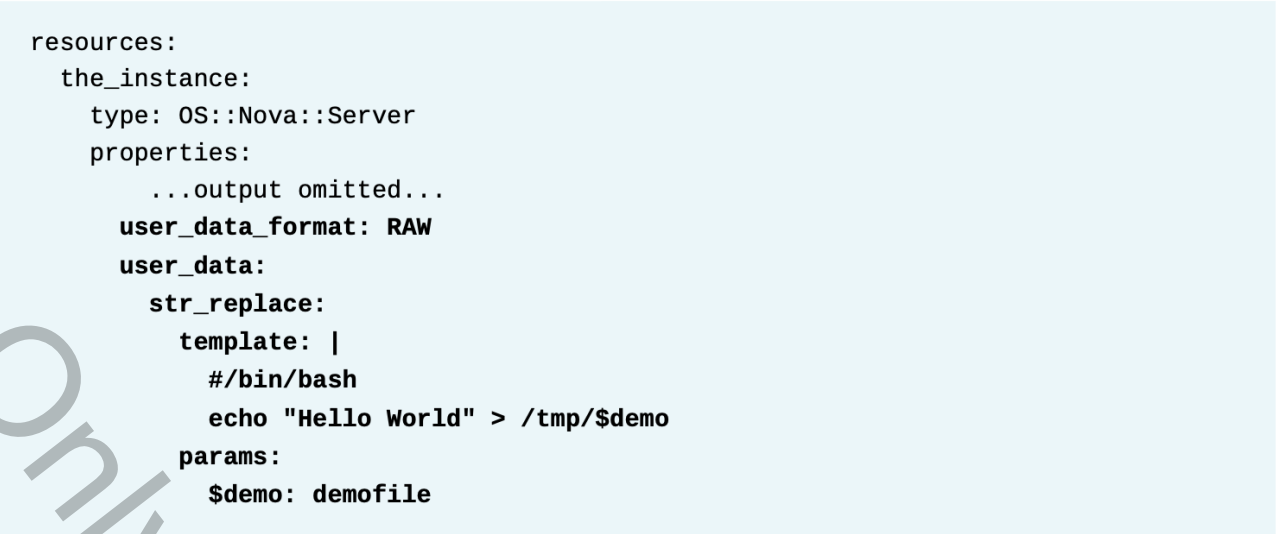 resources:
  the_instance:
    type: OS::Nova::Server
    properties:
        ...output omitted...
      user_data_format: RAW
      user_data:
        str_replace:
          template: |
            #/bin/bash
            echo "Hello World" > /tmp/$demo
          params:
            $demo: demofile
Only